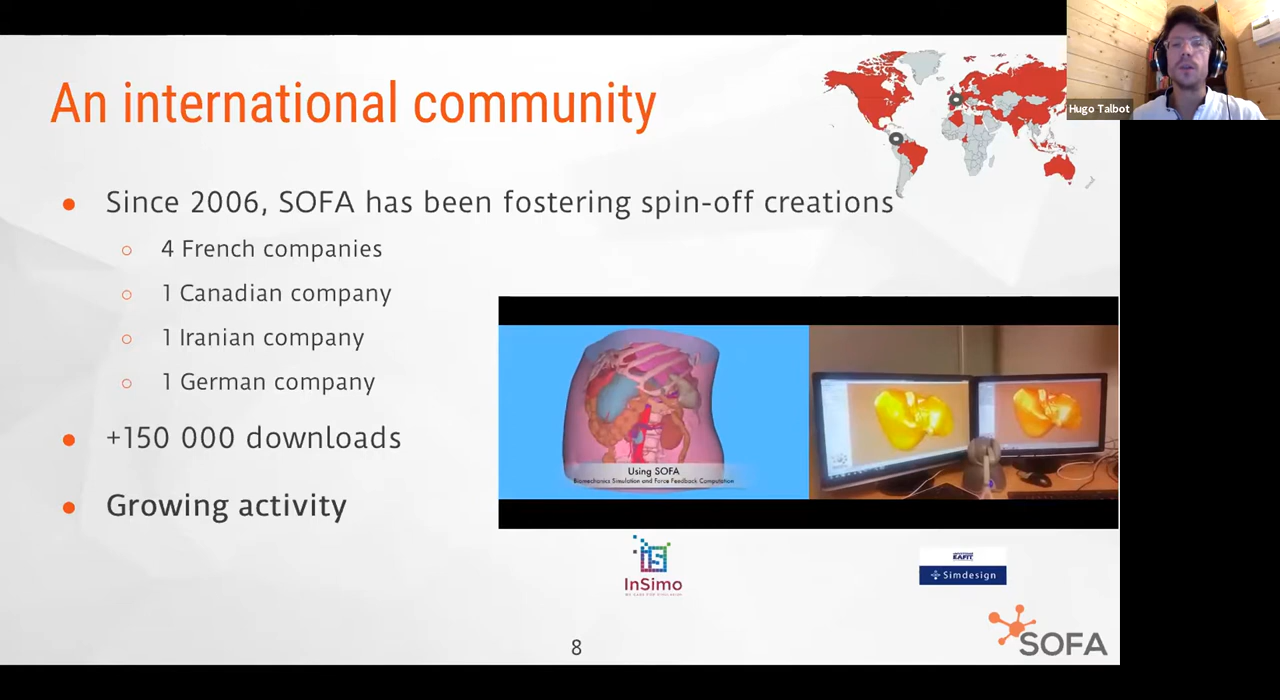 An international community
Hugo Talbot
Since 2006, SOFA has been fostering spin-off creations
4 French companies
1 Canadian company
1 Iranian company
1 German company
+150 000 downloads
Growing activity
Using SOFA
Biomechanics Simulation and Force Feedback Computation
InSimo
EAFIT
Simdesign
8
SOFA